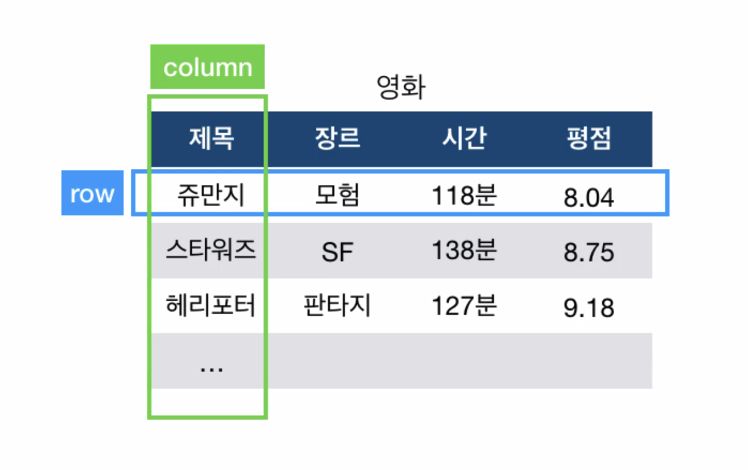 column
영화
제목 장르 시간 평점
row
쥬만지 모험 118분 8.04
스타워즈 SF 138분 8.75
헤리포터 판타지 127분 9.18
...